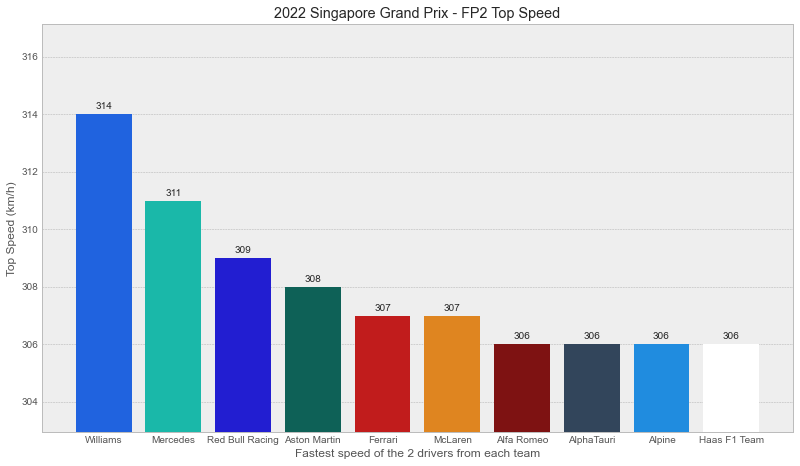 2022 Singapore Grand Prix - FP2 Top Speed
316
314
312
310
308
306
304
Top Speed (km/h)
314
311
309
308
307
307
306
306
306
306
Williams
Mercedes
Red Bull Racing
Aston Martin
Ferrari
McLaren
Alfa Romeo
AlphaTauri
Alpine
Haas F1 Team
Fastest speed of the 2 drivers from each team